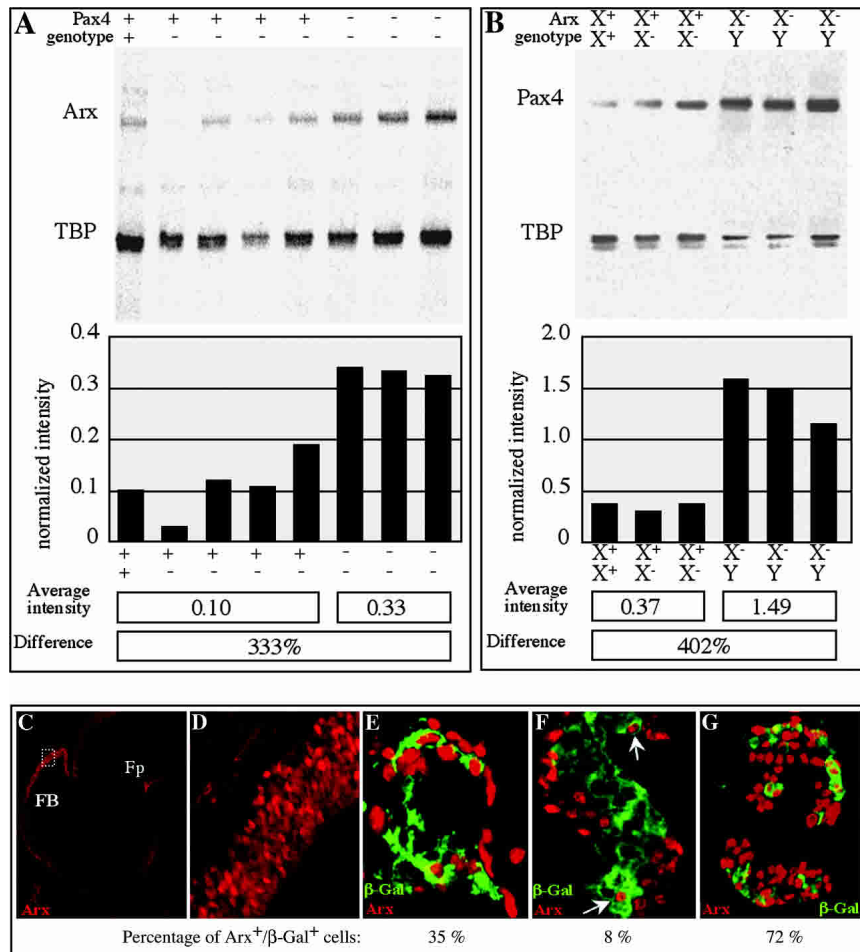 A
Pax4 + + + + + - - -
genotype + - - - - - - -
Arx
TBP
normalized intensity
0.4
0.3
0.2
0.1
0
+ + + + + - - -
+ - - - - - - -
Average intensity 0.10 0.33
Difference 333%
B
Arx X+ X+ X+ X- X- X-
genotype X+ X- X- Y Y Y
Pax4
TBP
normalized intensity
2.0
1.5
1.0
0.5
0
X+ X+ X+ X- X- X-
X+ X- X- Y Y Y
Average intensity 0.37 1.49
Difference 402%
C
Fp
FB
Arx
D
E
β-Gal
Arx
F
β-Gal
Arx
G
Arx β-Gal
Percentage of Arx+/β-Gal+ cells: 35 % 8 % 72 %